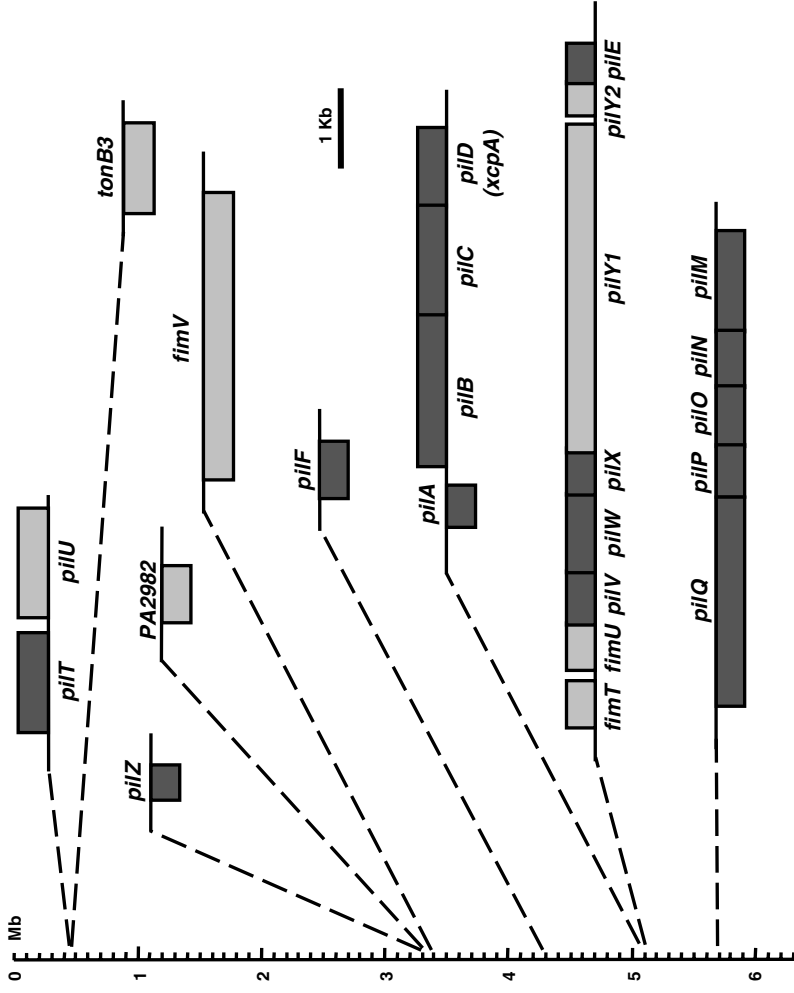 Mb
0
1
2
3
4
5
6
pilT pilU
tonB3
pilZ
PA2982
fimV
1 Kb
pilF
pilA
pilB pilC pilD
(xcpA)
fimT fimU pilV pilW pilX pilY1 pilY2 pilE
pilQ pilP pilO pilN pilM